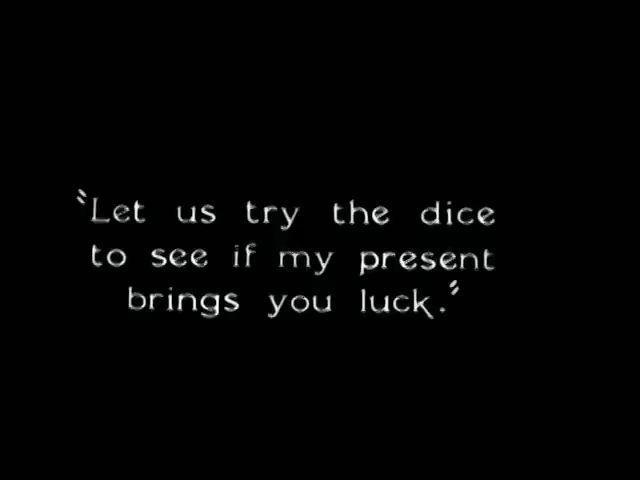 "Let us try the dice
to see if my present
brings you luck."